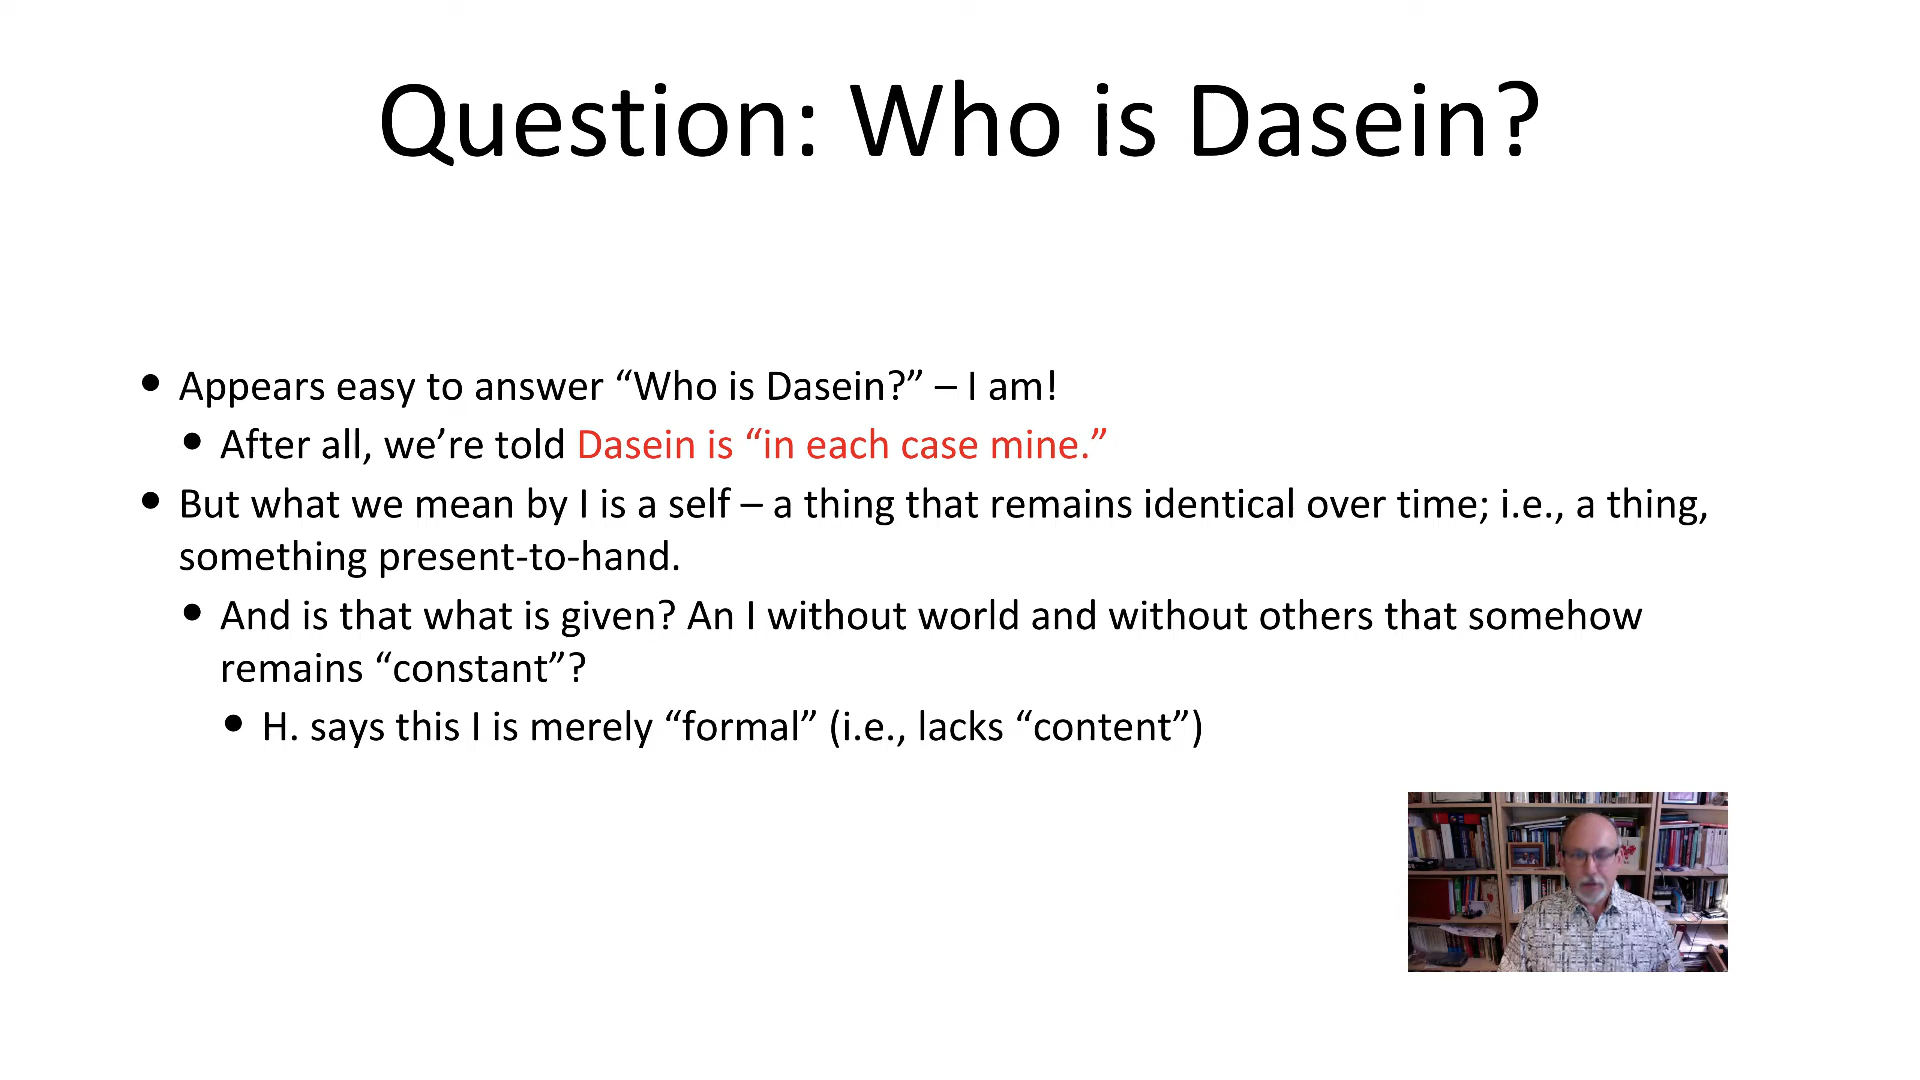 Question: Who is Dasein?
• Appears easy to answer “Who is Dasein?” – I am!
• After all, we’re told Dasein is “in each case mine.”
• But what we mean by I is a self – a thing that remains identical over time; i.e., a thing,
something present-to-hand.
• And is that what is given? An I without world and without others that somehow
remains “constant”?
• H. says this I is merely “formal” (i.e., lacks “content”)